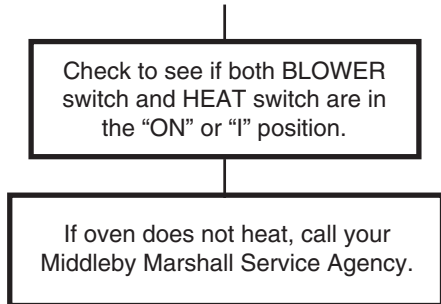 Check to see if both BLOWER
switch and HEAT switch are in
the “ON” or “I” position.
If oven does not heat, call your
Middleby Marshall Service Agency.